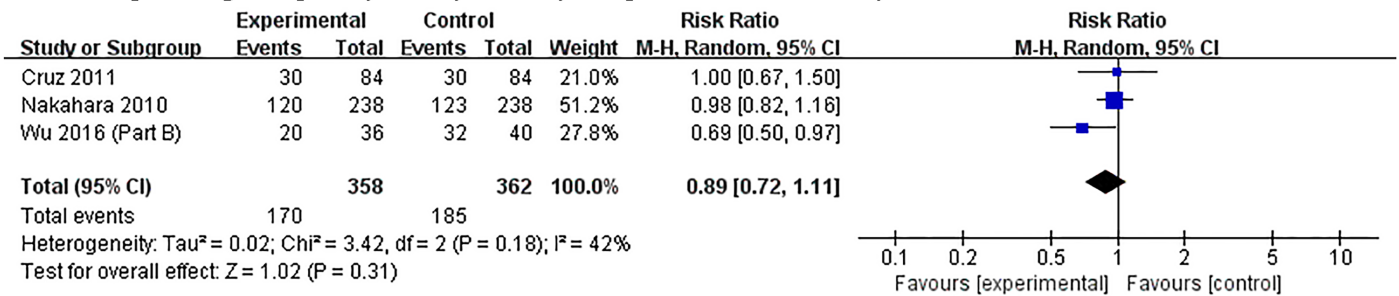 Experimental Control Risk Ratio Risk Ratio
Study or Subgroup Events Total Events Total Weight M-H, Random, 95% CI M-H, Random, 95% CI
Cruz 2011 30 84 30 84 21.0% 1.00 [0.67, 1.50]
Nakahara 2010 120 238 123 238 51.2% 0.98 [0.82, 1.16]
Wu 2016 (Part B) 20 36 32 40 27.8% 0.69 [0.50, 0.97]
Total (95% CI) 358 362 100.0% 0.89 [0.72, 1.11]
Total events 170 185
Heterogeneity: Tau² = 0.02; Chi² = 3.42, df = 2 (P = 0.18); I² = 42%
Test for overall effect: Z = 1.02 (P = 0.31)
0.1 0.2 0.5 1 2 5 10
Favours [experimental] Favours [control]